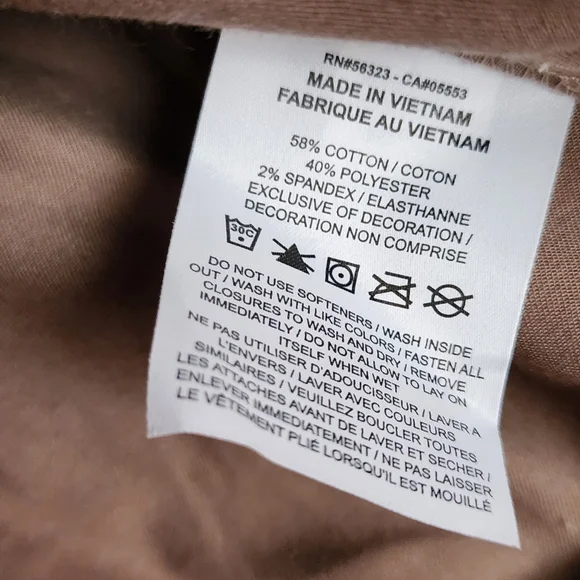 RN#56323 - CA#05553
MADE IN VIETNAM
FABRIQUE AU VIETNAM
58% COTTON / COTON
40% POLYESTER
2% SPANDEX / ELASTHANNE
EXCLUSIVE OF DECORATION /
DECORATION NON COMPRISE
30C
DO NOT USE SOFTENERS / WASH INSIDE
OUT / WASH WITH LIKE COLORS / FASTEN ALL
CLOSURES TO WASH AND DRY / REMOVE
IMMEDIATELY / DO NOT ALLOW TO LAY ON
ITSELF WHEN WET
NE PAS UTILISER D'ADOUCISSEUR / LAVER A
L'ENVERS / LAVER AVEC COULEURS
SIMILAIRES / VEUILLEZ BOUCLER TOUTES
LES ATTACHES AVANT DE LAVER ET SECHER /
ENLEVER IMMEDIATEMENT / NE PAS LAISSER
LE VÊTEMENT PLIÉ LORSQU'IL EST MOUILLÉ